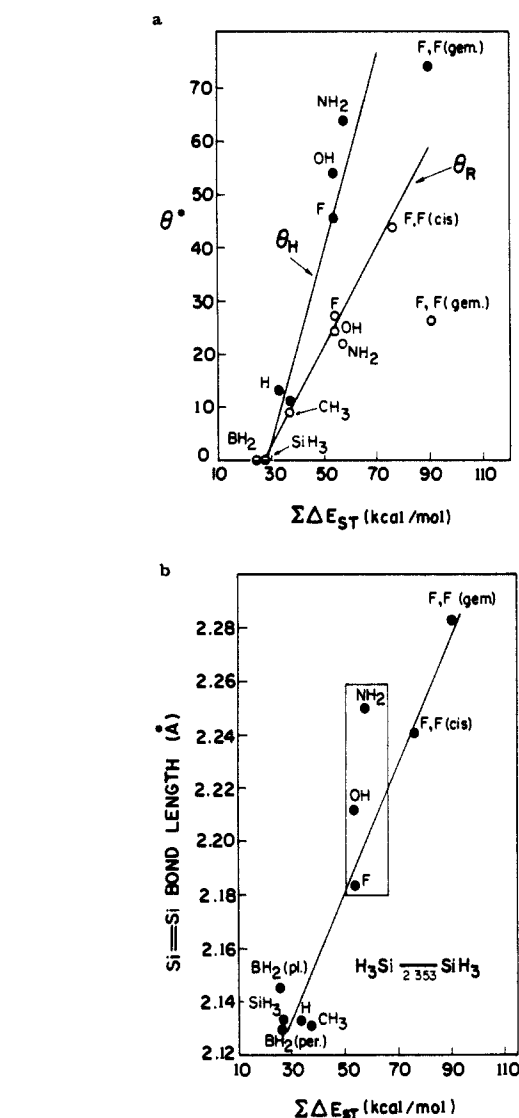 a
F,F(gem.)
70
NH2
60
OH
θR
50
F
θ°
F,F(cis)
40
θH
30
F
F,F(gem.)
OH
20
NH2
H
10
CH3
BH2
SiH3
0
10 30 50 70 90 110
ΣΔEST (kcal/mol)
b
F,F (gem)
2.28
2.26
NH2
2.24
F,F(cis)
2.22
OH
2.20
F
2.18
2.16
BH2(pl.)
H3Si 2.353 SiH3
2.14
SiH3
H
CH3
BH2(per.)
2.12
10 30 50 70 90 110
Si=Si BOND LENGTH (Å)
ΣΔEST (kcal/mol)